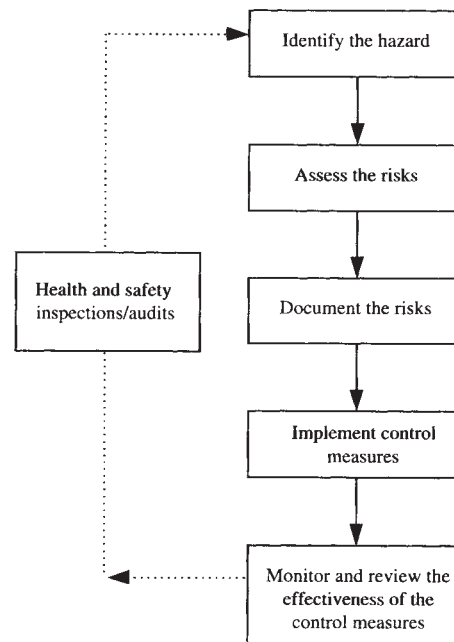 Identify the hazard
Assess the risks
Health and safety
inspections/audits
Document the risks
Implement control
measures
Monitor and review the
effectiveness of the
control measures